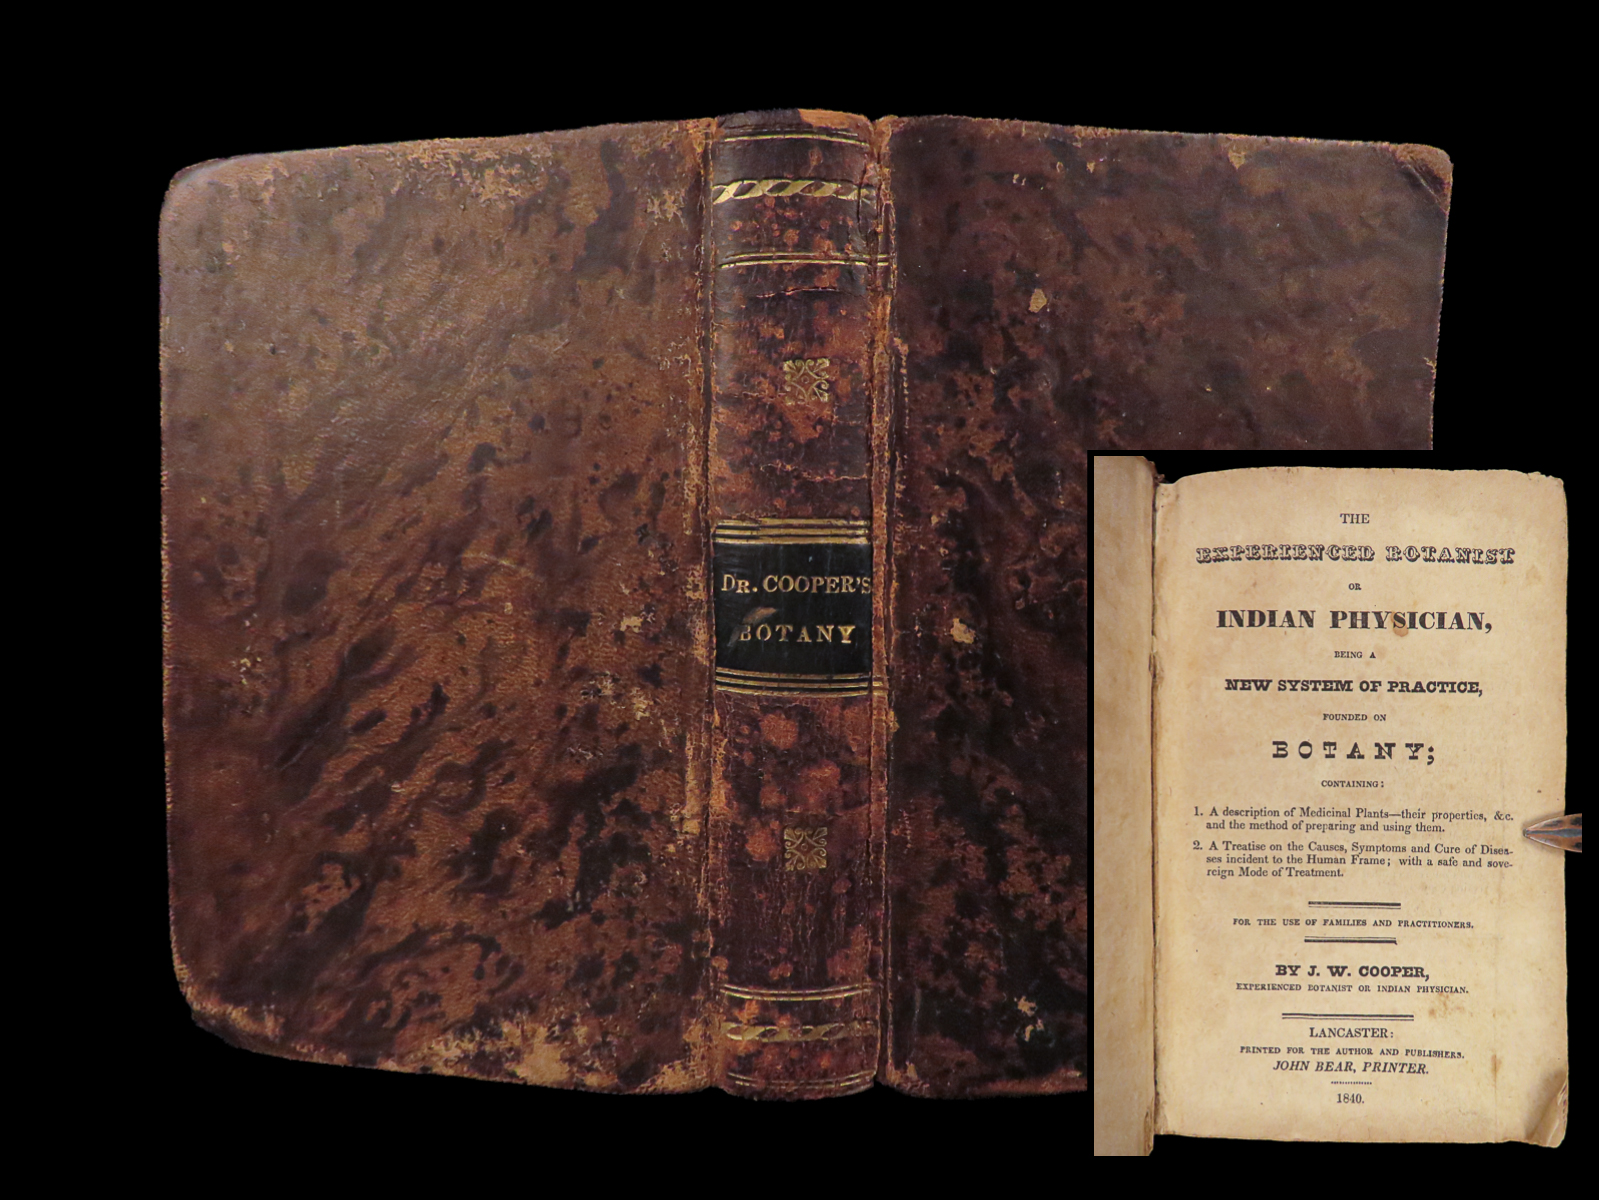 DR. COOPER'S
BOTANY
THE
EXPERIENCED BOTANIST
OR
INDIAN PHYSICIAN,
BEING A
NEW SYSTEM OF PRACTICE,
FOUNDED ON
BOTANY;
CONTAINING:
1. A description of Medicinal Plants—their properties, &c.
and the method of preparing and using them.
2. A Treatise on the Causes, Symptoms and Cure of Disea-
ses incident to the Human Frame; with a safe and sove-
reign Mode of Treatment.
FOR THE USE OF FAMILIES AND PRACTITIONERS.
BY J. W. COOPER,
EXPERIENCED BOTANIST OR INDIAN PHYSICIAN.
LANCASTER:
PRINTED FOR THE AUTHOR AND PUBLISHERS.
JOHN BEAR, PRINTER.
1840.